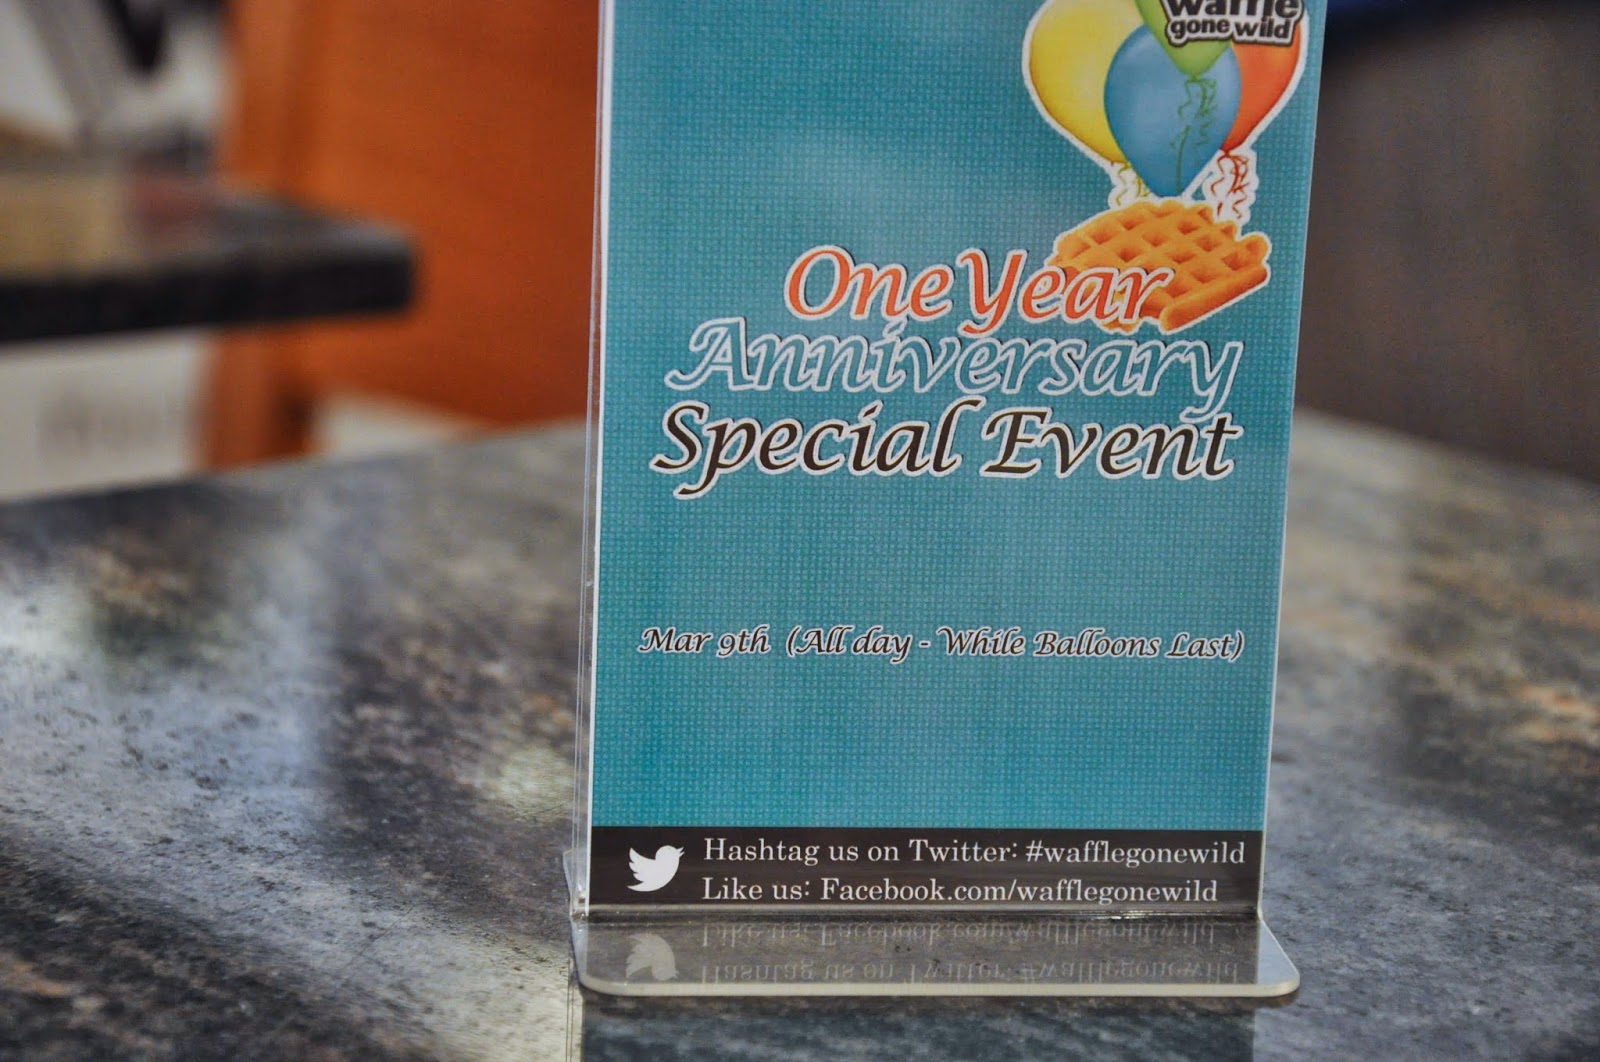 waffle
gone wild
One Year
Anniversary
Special Event
Mar 9th (All day - While Balloons Last)
Hashtag us on Twitter: #wafflegonewild
Like us: Facebook.com/wafflegonewild